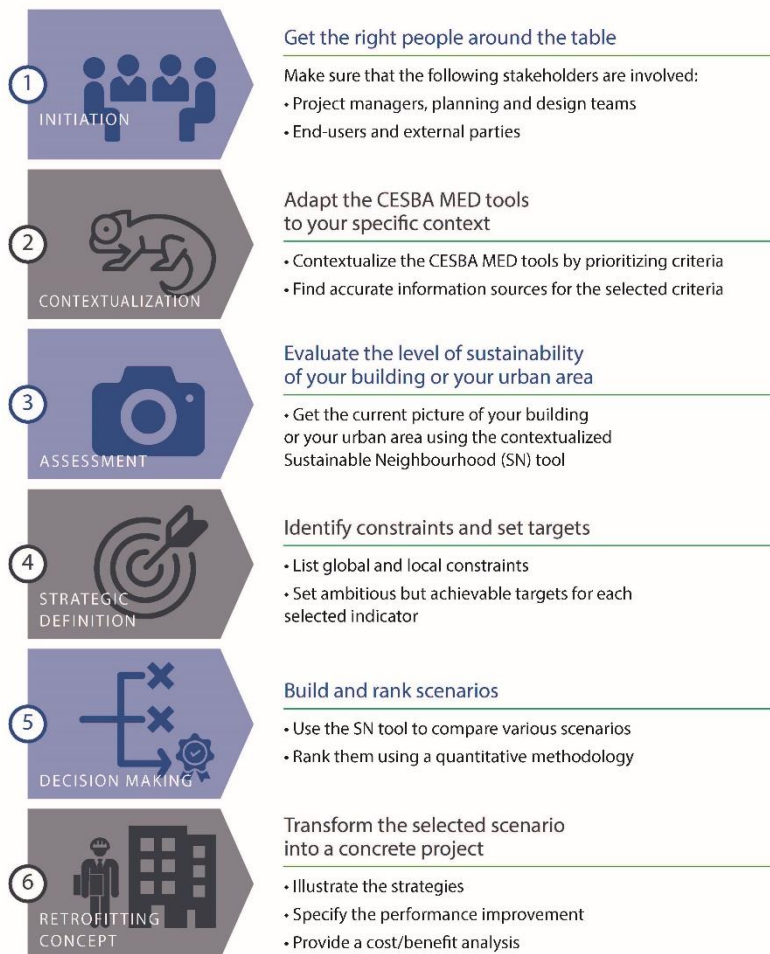 1
INITIATION
Get the right people around the table
Make sure that the following stakeholders are involved:
• Project managers, planning and design teams
• End-users and external parties
2
CONTEXTUALIZATION
Adapt the CESBA MED tools
to your specific context
• Contextualize the CESBA MED tools by prioritizing criteria
• Find accurate information sources for the selected criteria
3
ASSESSMENT
Evaluate the level of sustainability
of your building or your urban area
• Get the current picture of your building
or your urban area using the contextualized
Sustainable Neighbourhood (SN) tool
4
STRATEGIC
DEFINITION
Identify constraints and set targets
• List global and local constraints
• Set ambitious but achievable targets for each
selected indicator
5
DECISION MAKING
Build and rank scenarios
• Use the SN tool to compare various scenarios
• Rank them using a quantitative methodology
6
RETROFITTING
CONCEPT
Transform the selected scenario
into a concrete project
• Illustrate the strategies
• Specify the performance improvement
• Provide a cost/benefit analysis